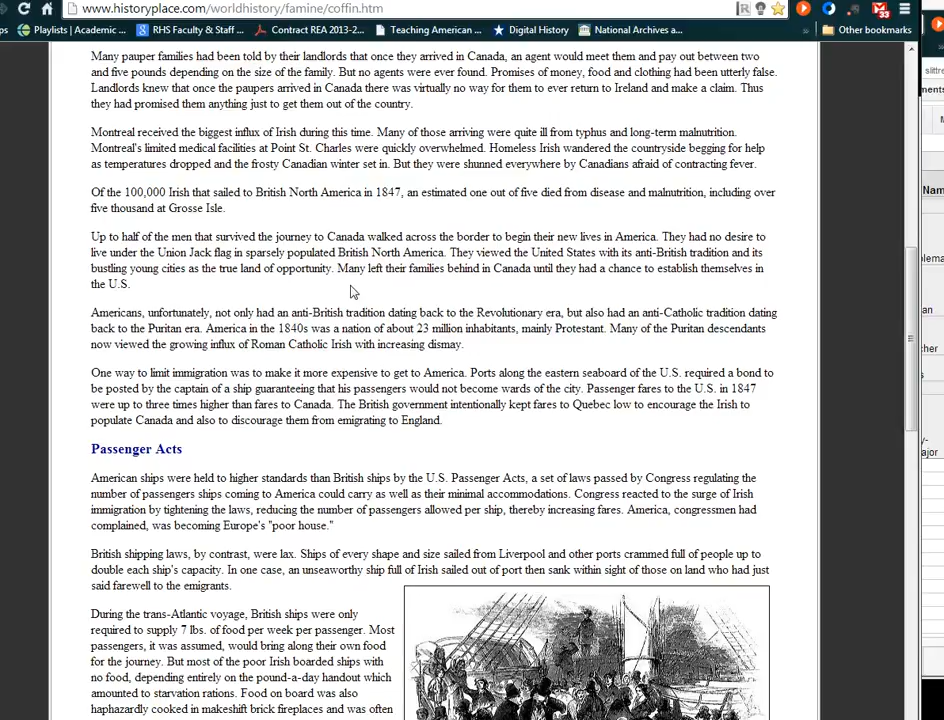 www.historyplace.com/worldhistory/famine/coffin.htm
33
ps Playlists | Academic ... RHS Faculty & Staff ... Contract REA 2013-2... Teaching American ... Digital History National Archives a... » Other bookmarks
Many pauper families had been told by their landlords that once they arrived in Canada, an agent would meet them and pay out between two
and five pounds depending on the size of the family. But no agents were ever found. Promises of money, food and clothing had been utterly false.
Landlords knew that once the paupers arrived in Canada there was virtually no way for them to ever return to Ireland and make a claim. Thus
they had promised them anything just to get them out of the country.
Montreal received the biggest influx of Irish during this time. Many of those arriving were quite ill from typhus and long-term malnutrition.
Montreal's limited medical facilities at Point St. Charles were quickly overwhelmed. Homeless Irish wandered the countryside begging for help
as temperatures dropped and the frosty Canadian winter set in. But they were shunned everywhere by Canadians afraid of contracting fever.
Of the 100,000 Irish that sailed to British North America in 1847, an estimated one out of five died from disease and malnutrition, including over
five thousand at Grosse Isle.
Up to half of the men that survived the journey to Canada walked across the border to begin their new lives in America. They had no desire to
live under the Union Jack flag in sparsely populated British North America. They viewed the United States with its anti-British tradition and its
bustling young cities as the true land of opportunity. Many left their families behind in Canada until they had a chance to establish themselves in
the U.S.
Americans, unfortunately, not only had an anti-British tradition dating back to the Revolutionary era, but also had an anti-Catholic tradition dating
back to the Puritan era. America in the 1840s was a nation of about 23 million inhabitants, mainly Protestant. Many of the Puritan descendants
now viewed the growing influx of Roman Catholic Irish with increasing dismay.
One way to limit immigration was to make it more expensive to get to America. Ports along the eastern seaboard of the U.S. required a bond to
be posted by the captain of a ship guaranteeing that his passengers would not become wards of the city. Passenger fares to the U.S. in 1847
were up to three times higher than fares to Canada. The British government intentionally kept fares to Quebec low to encourage the Irish to
populate Canada and also to discourage them from emigrating to England.
Passenger Acts
American ships were held to higher standards than British ships by the U.S. Passenger Acts, a set of laws passed by Congress regulating the
number of passengers ships coming to America could carry as well as their minimal accommodations. Congress reacted to the surge of Irish
immigration by tightening the laws, reducing the number of passengers allowed per ship, thereby increasing fares. America, congressmen had
complained, was becoming Europe's "poor house."
British shipping laws, by contrast, were lax. Ships of every shape and size sailed from Liverpool and other ports crammed full of people up to
double each ship's capacity. In one case, an unseaworthy ship full of Irish sailed out of port then sank within sight of those on land who had just
said farewell to the emigrants.
During the trans-Atlantic voyage, British ships were only
required to supply 7 lbs. of food per week per passenger. Most
passengers, it was assumed, would bring along their own food
for the journey. But most of the poor Irish boarded ships with
no food, depending entirely on the pound-a-day handout which
amounted to starvation rations. Food on board was also
haphazardly cooked in makeshift brick fireplaces and was often
slittre
ments
Nam
lema
an
cher
s
y-
ajor